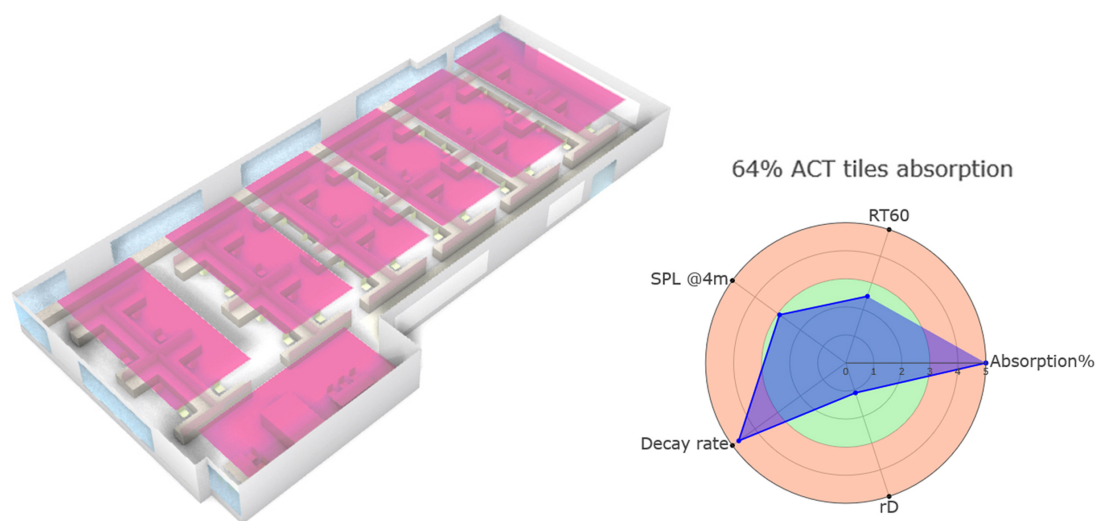 64% ACT tiles absorption
RT60
SPL @4m
0 1 2 3 4 5
Absorption%
Decay rate
rD